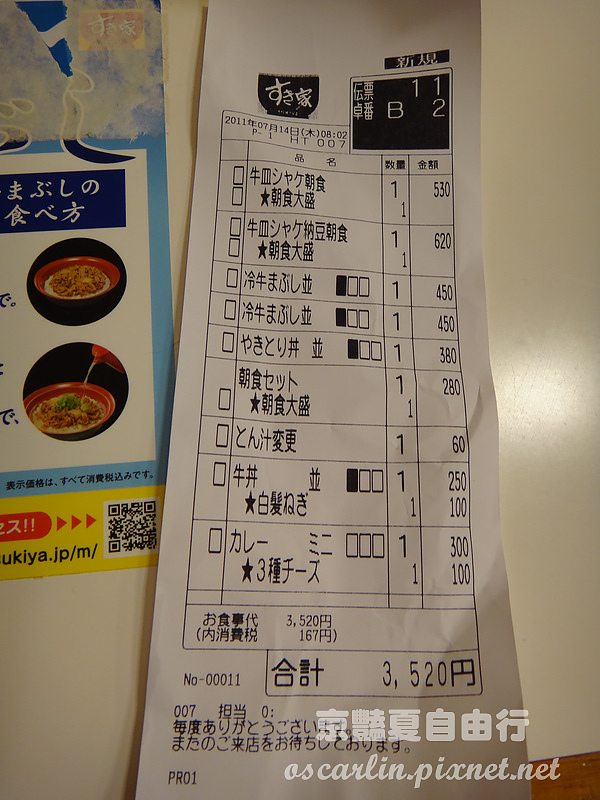 すき家
まぶしの
食べ方
で。
で、
表示価格は、すべて消費税込みです。
セス!!
sukiya.jp/m/
新規
すき家
伝票 11
卓番 B 2
2011年07月14日(木)08:02
P- 1 HT 007
品名 数量 金額
牛皿シャケ朝食 1 530
★朝食大盛 1
牛皿シャケ納豆朝食 1 620
★朝食大盛 1
冷牛まぶし並 1 450
冷牛まぶし並 1 450
やきとり丼 並 1 380
朝食セット 1 280
★朝食大盛 1
とん汁変更 1 60
牛丼 並 1 250
★白髪ねぎ 1 100
カレー ミニ 1 300
★3種チーズ 1 100
お食事代 3,520円
(内消費税 167円)
No-00011 合計 3,520円
007 担当 0:
毎度ありがとうございます。
またのご来店をお待ちしております。
PR01
京豔夏自由行
oscarlin.pixnet.net